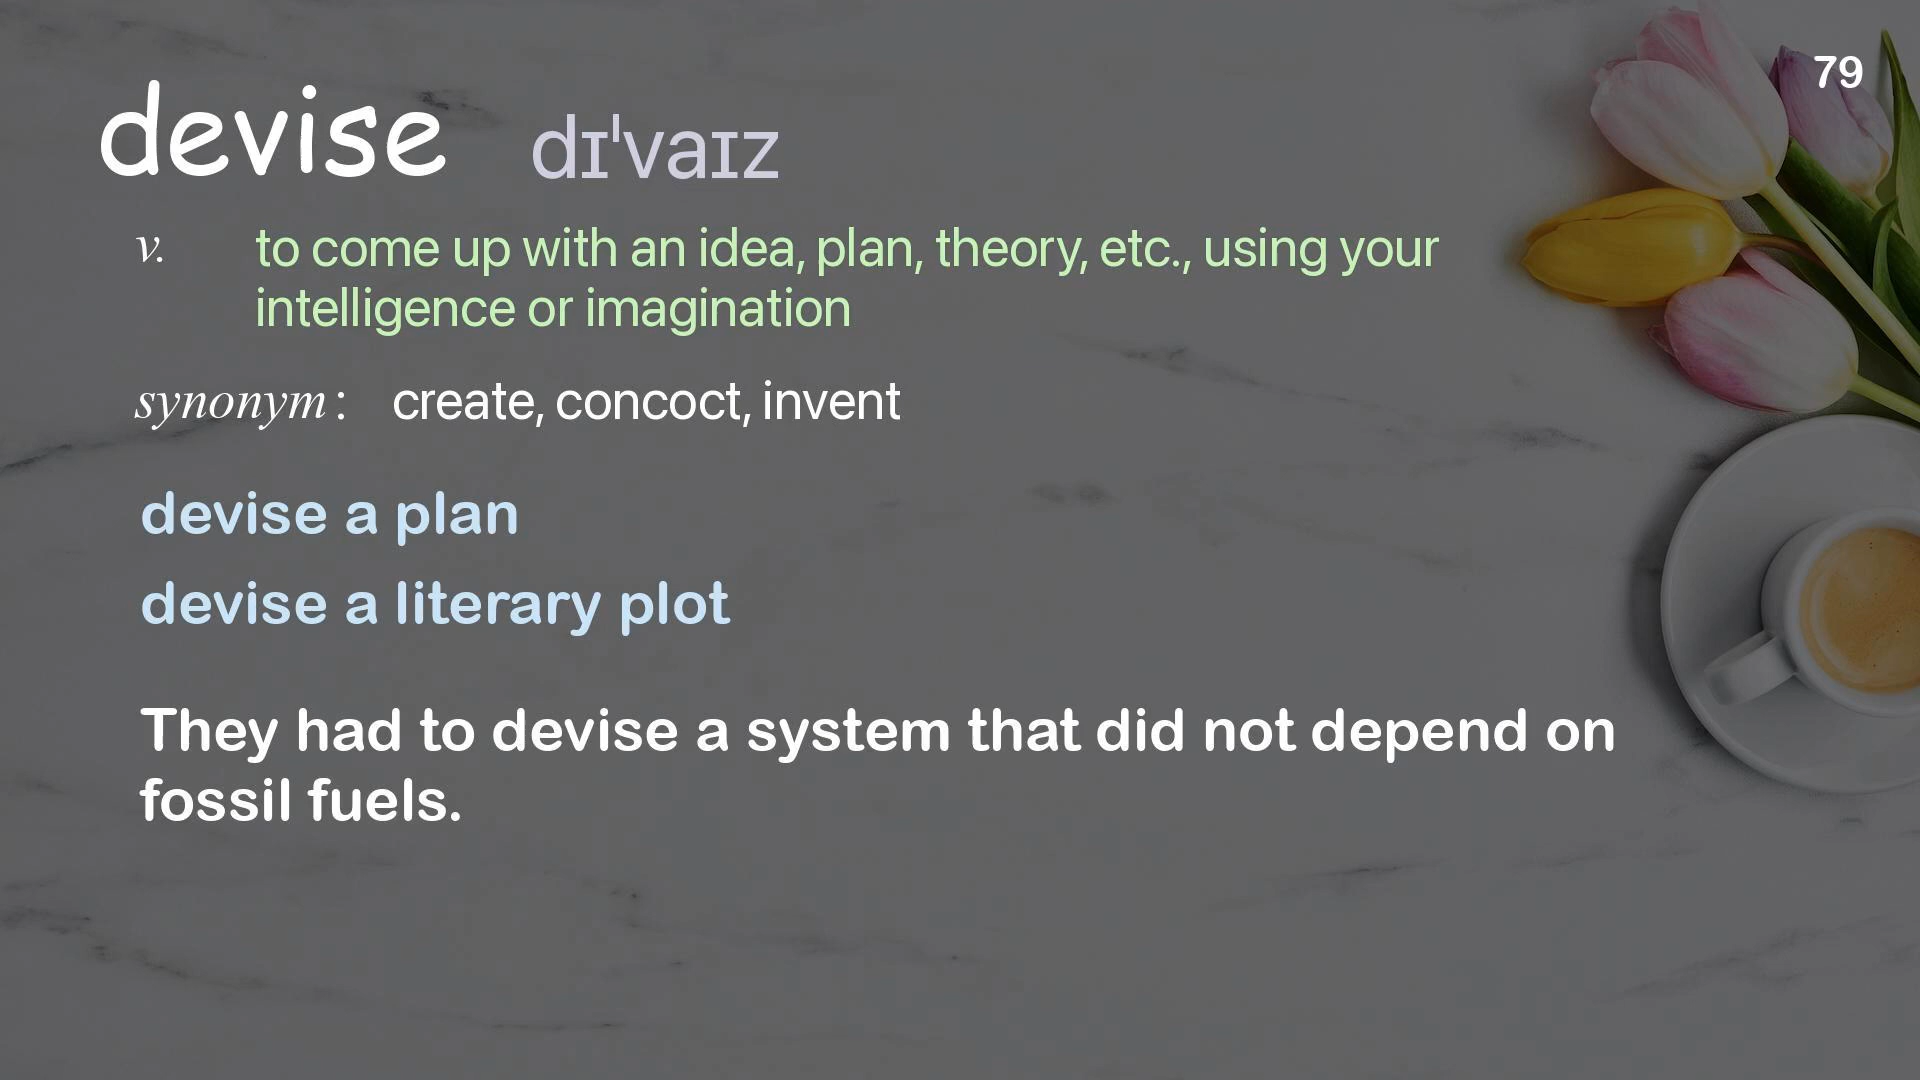 79
devise dɪˈvaɪz
v. to come up with an idea, plan, theory, etc., using your
intelligence or imagination
synonym : create, concoct, invent
devise a plan
devise a literary plot
They had to devise a system that did not depend on
fossil fuels.